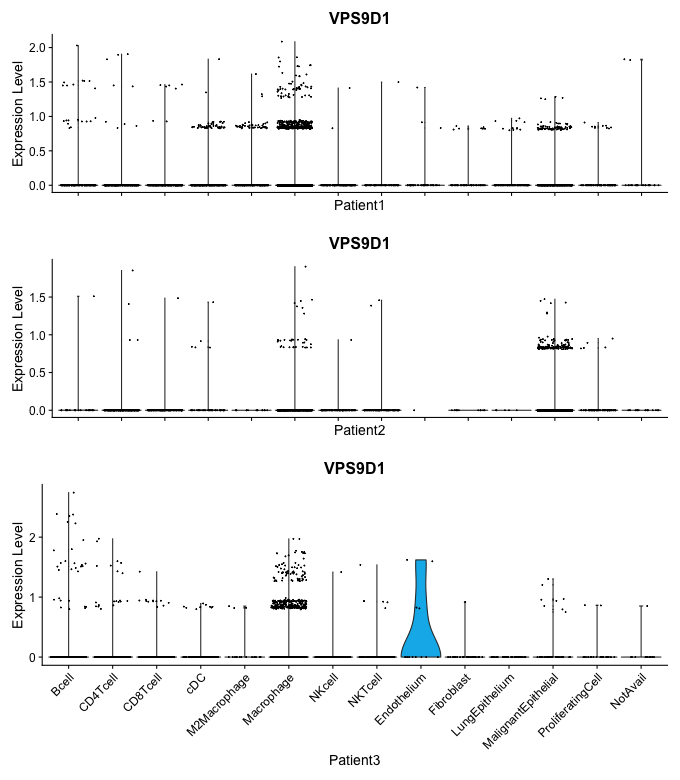 VPS9D1
Expression Level
2.0
1.5
1.0
0.5
0.0
Patient1
VPS9D1
Expression Level
1.5
1.0
0.5
0.0
Patient2
VPS9D1
Expression Level
2
1
0
Bcell
CD4Tcell
CD8Tcell
cDC
M2Macrophage
Macrophage
NKcell
NKTcell
Endothelium
Fibroblast
LungEpithelium
MalignantEpithelial
ProliferatingCell
NotAvail
Patient3